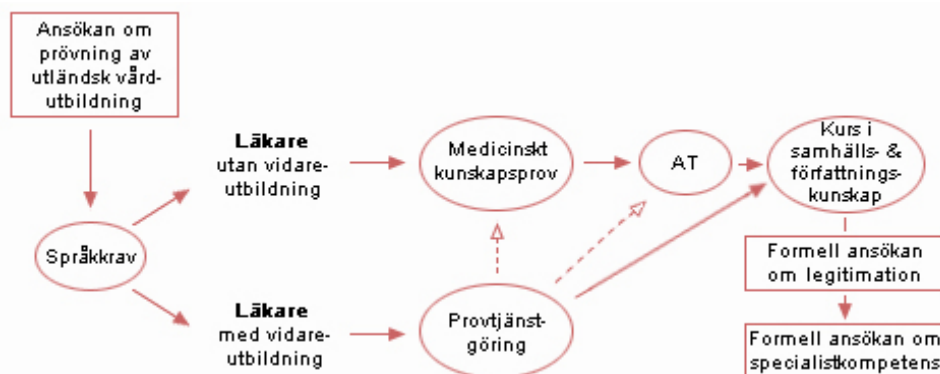 Ansökan om
prövning av
utländsk vård-
utbildning
Språkkrav
Läkare
utan vidare-
utbildning
Medicinskt
kunskapsprov
AT
Kurs i
samhälls- &
författnings-
kunskap
Läkare
med vidare-
utbildning
Provtjänst-
göring
Formell ansökan
om legitimation
Formell ansökan om
specialistkompetens